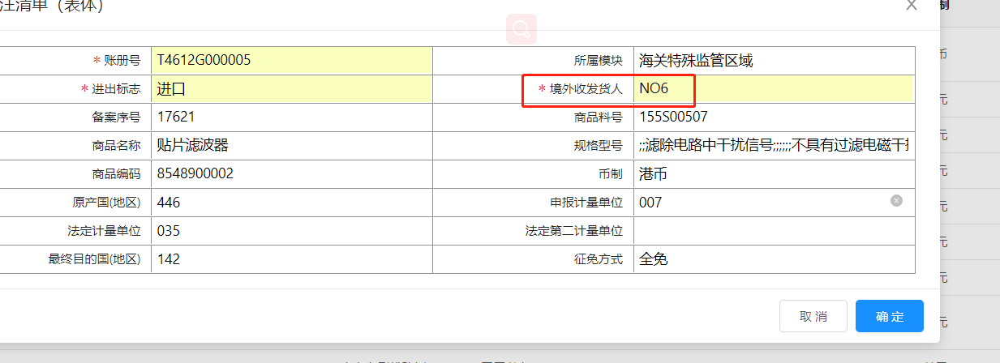 注清单（表体）
制
* 账册号 T4612G000005 所属模块 海关特殊监管区域
币
* 进出标志 进口 * 境外收发货人 NO6
元
备案序号 17621 商品料号 155S00507
元
商品名称 贴片滤波器 规格型号 ;;滤除电路中干扰信号;;;;;;不具有过滤电磁干扰
商品编码 8548900002 币制 港币
元
原产国(地区) 446 申报计量单位 007
元
法定计量单位 035 法定第二计量单位
元
最终目的国(地区) 142 征免方式 全免
元
取消 确定
元